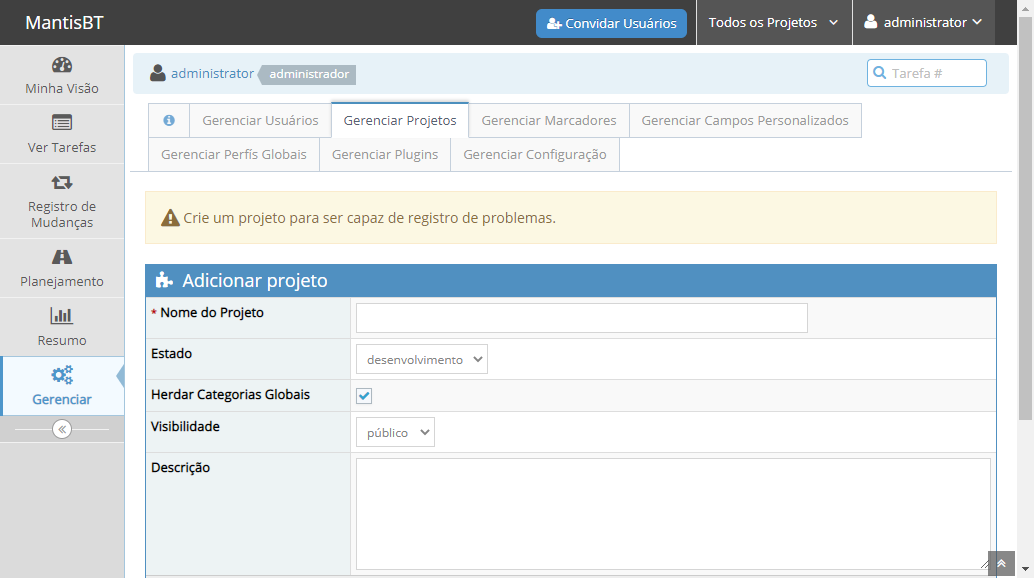 MantisBT
Convidar Usuários
Todos os Projetos
administrator
Minha Visão
Ver Tarefas
Registro de
Mudanças
Planejamento
Resumo
Gerenciar
administrator
administrador
Tarefa #
Gerenciar Usuários
Gerenciar Projetos
Gerenciar Marcadores
Gerenciar Campos Personalizados
Gerenciar Perfís Globais
Gerenciar Plugins
Gerenciar Configuração
Crie um projeto para ser capaz de registro de problemas.
Adicionar projeto
* Nome do Projeto
Estado
desenvolvimento
Herdar Categorias Globais
Visibilidade
público
Descrição